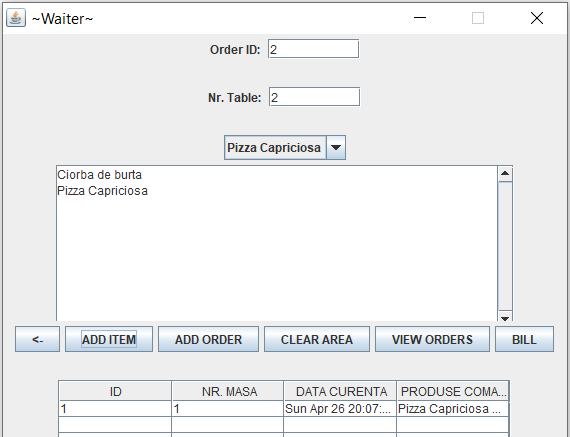 ~Waiter~
Order ID: 2
Nr. Table: 2
Pizza Capriciosa
Ciorba de burta
Pizza Capriciosa
<- ADD ITEM ADD ORDER CLEAR AREA VIEW ORDERS BILL
ID NR. MASA DATA CURENTA PRODUSE COMA...
1 1 Sun Apr 26 20:07:... Pizza Capriciosa ...